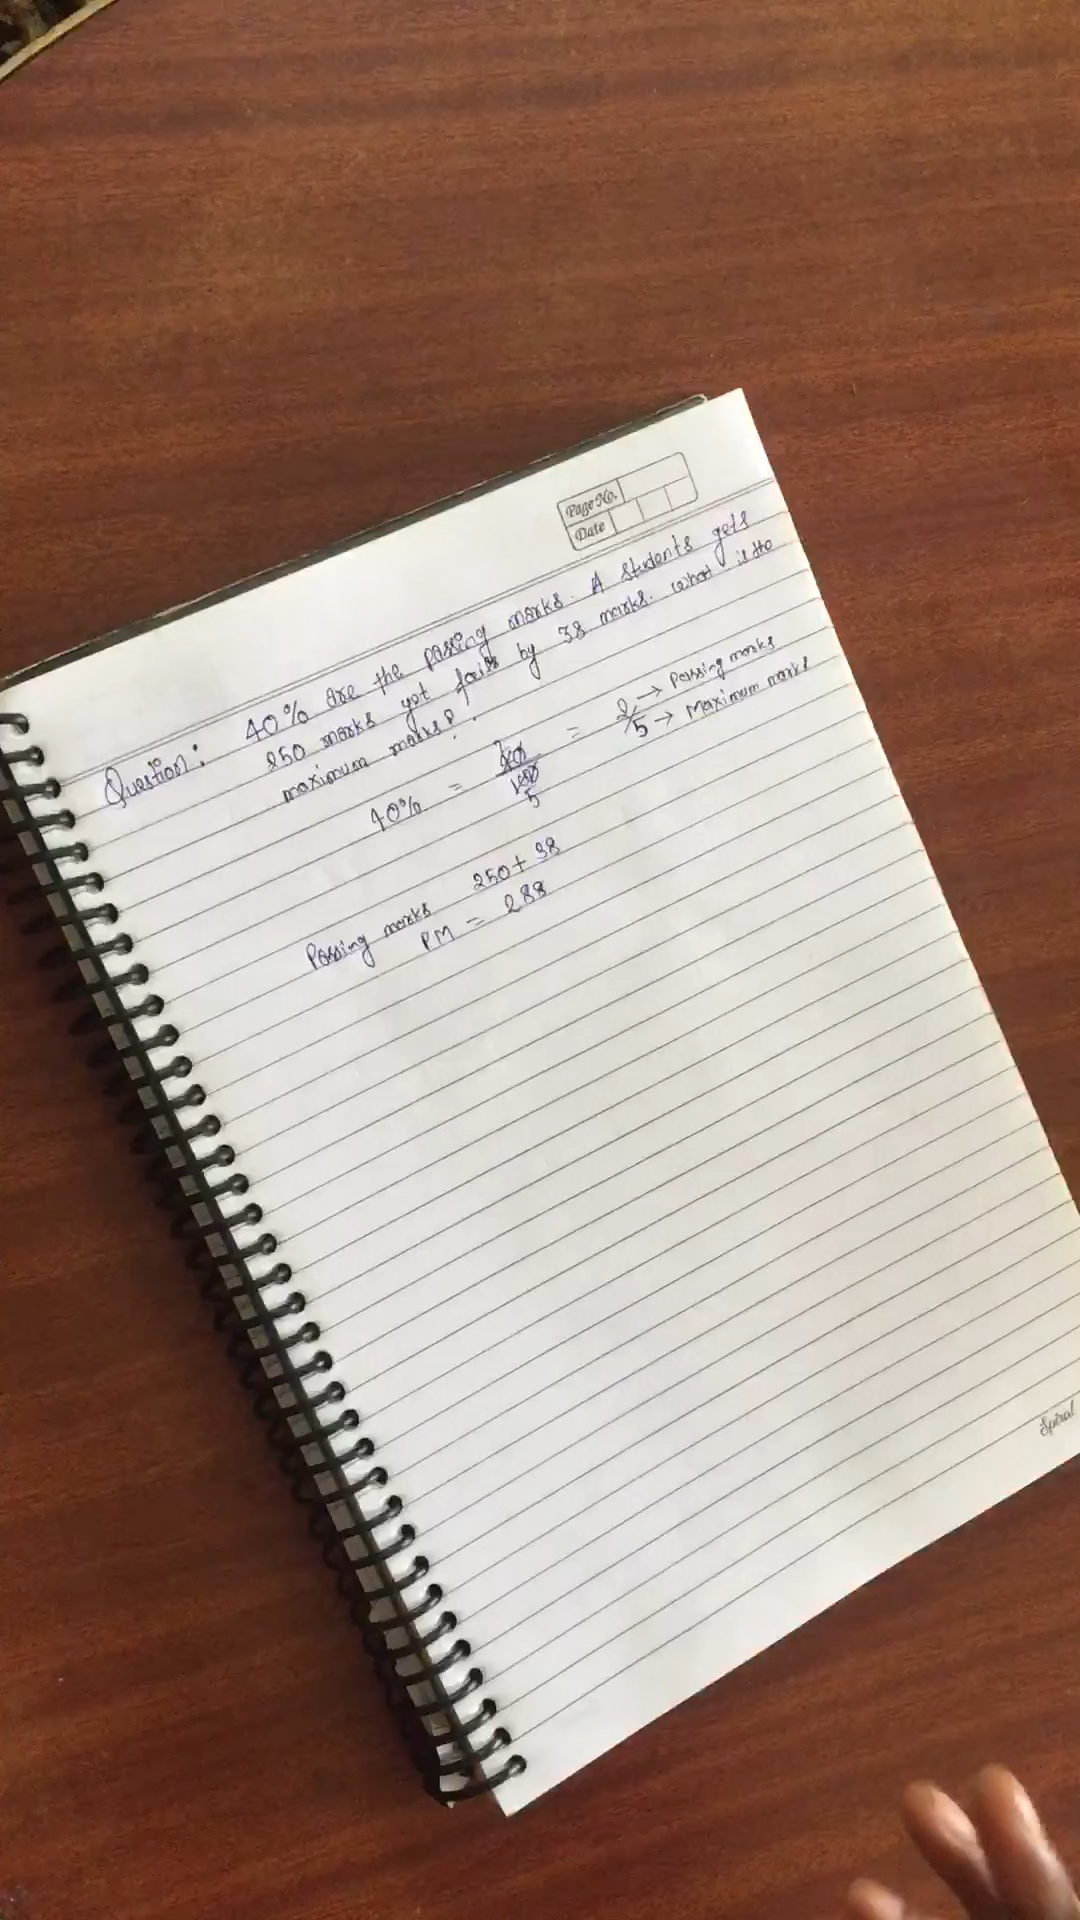 Page No.
Date
Question: 40% are the passing marks. A students gets
250 marks yet fails by 38 marks. What is the
maximum marks?
40% = 2 40/100 5 = 2/5 → Passing marks
→ Maximum marks
Passing marks 250 + 38
PM = 288
Spiral